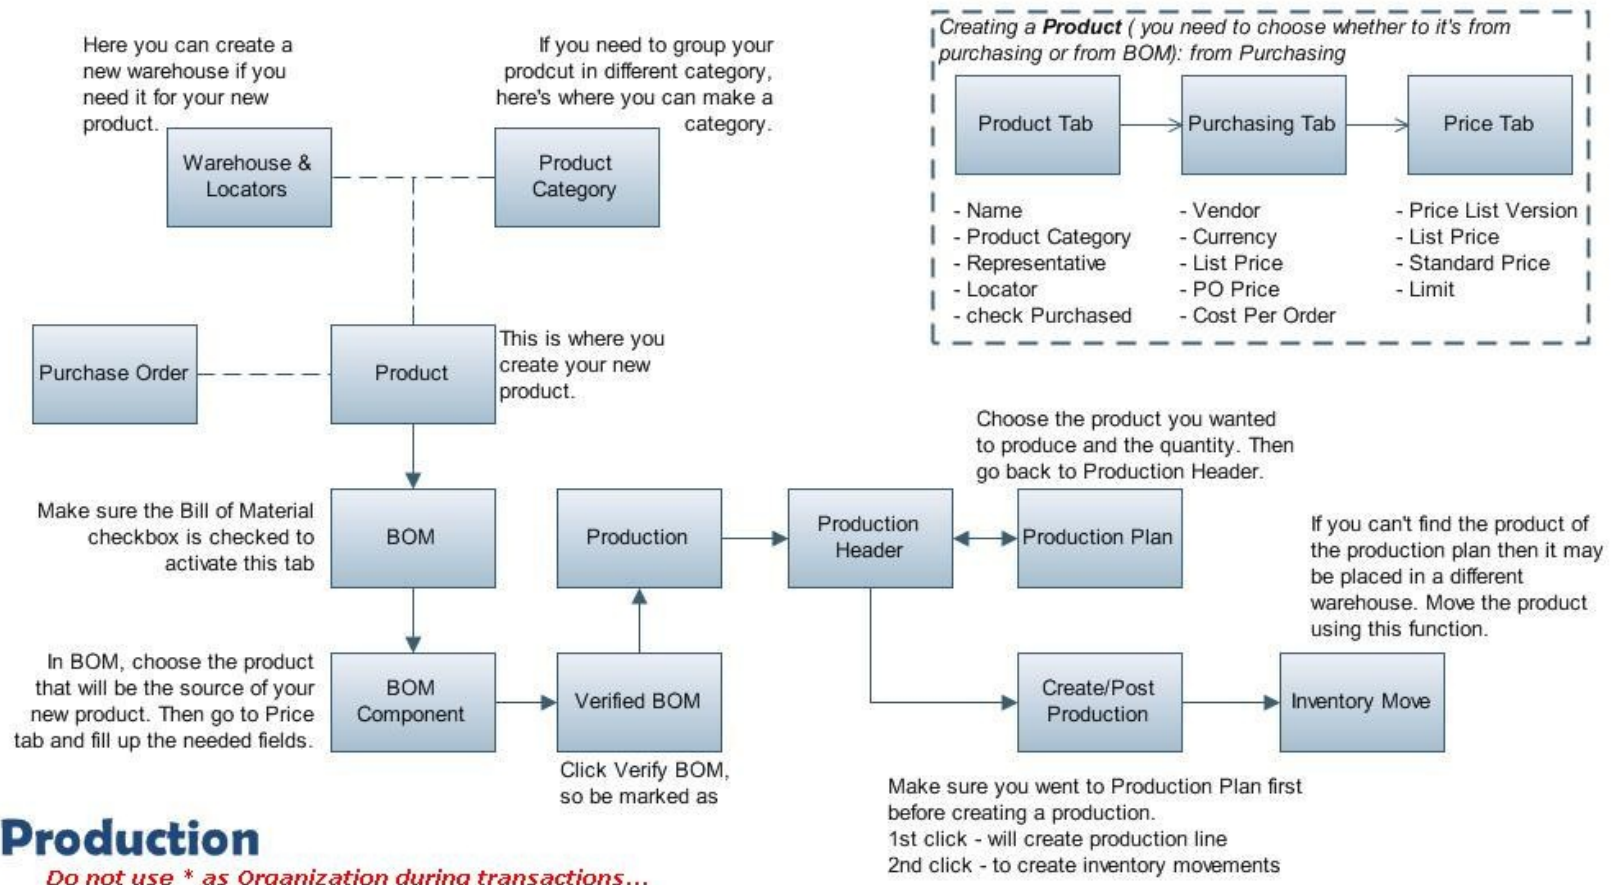 Here you can create a
new warehouse if you
need it for your new
product.
If you need to group your
prodcut in different category,
here's where you can make a
category.
Warehouse &
Locators
Product
Category
Creating a Product ( you need to choose whether to it's from
purchasing or from BOM): from Purchasing
Product Tab
Purchasing Tab
Price Tab
- Name
- Product Category
- Representative
- Locator
- check Purchased
- Vendor
- Currency
- List Price
- PO Price
- Cost Per Order
- Price List Version
- List Price
- Standard Price
- Limit
Purchase Order
Product
This is where you
create your new
product.
Make sure the Bill of Material
checkbox is checked to
activate this tab
BOM
Production
Production
Header
Choose the product you wanted
to produce and the quantity. Then
go back to Production Header.
Production Plan
If you can't find the product of
the production plan then it may
be placed in a different
warehouse. Move the product
using this function.
In BOM, choose the product
that will be the source of your
new product. Then go to Price
tab and fill up the needed fields.
BOM
Component
Verified BOM
Click Verify BOM,
so be marked as
Create/Post
Production
Inventory Move
Make sure you went to Production Plan first
before creating a production.
1st click - will create production line
2nd click - to create inventory movements
Production
Do not use * as Organization during transactions...